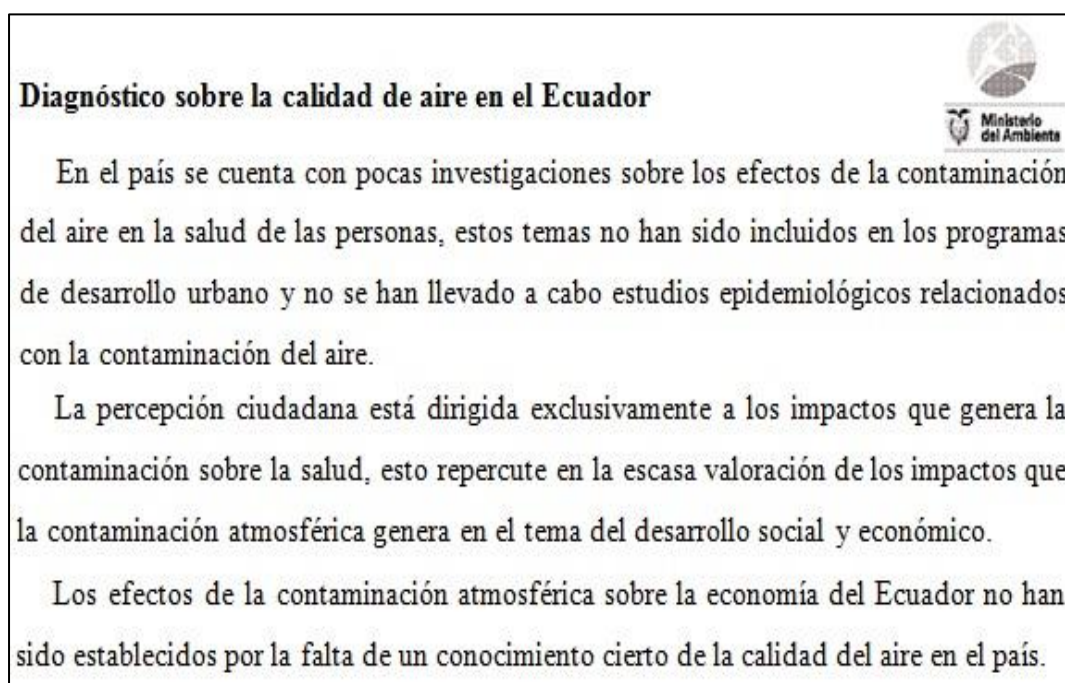 Diagnóstico sobre la calidad de aire en el Ecuador
Ministerio
del Ambiente
En el país se cuenta con pocas investigaciones sobre los efectos de la contaminación
del aire en la salud de las personas, estos temas no han sido incluidos en los programas
de desarrollo urbano y no se han llevado a cabo estudios epidemiológicos relacionados
con la contaminación del aire.
La percepción ciudadana está dirigida exclusivamente a los impactos que genera la
contaminación sobre la salud, esto repercute en la escasa valoración de los impactos que
la contaminación atmosférica genera en el tema del desarrollo social y económico.
Los efectos de la contaminación atmosférica sobre la economía del Ecuador no han
sido establecidos por la falta de un conocimiento cierto de la calidad del aire en el país.